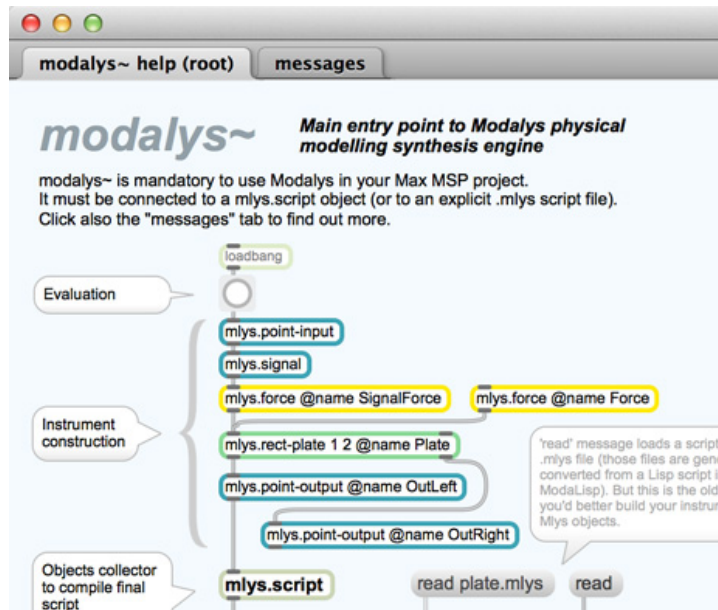 modalys~ help (root)
messages
modalys~
Main entry point to Modalys physical
modelling synthesis engine
modalys~ is mandatory to use Modalys in your Max MSP project.
It must be connected to a mlys.script object (or to an explicit .mlys script file).
Click also the "messages" tab to find out more.
loadbang
Evaluation
mlys.point-input
mlys.signal
mlys.force @name SignalForce
mlys.force @name Force
Instrument
construction
mlys.rect-plate 1 2 @name Plate
mlys.point-output @name OutLeft
mlys.point-output @name OutRight
'read' message loads a script
.mlys file (those files are
converted from a Lisp script
ModaLisp). But this is the old
you'd better build your
Mlys objects.
Objects collector
to compile final
script
mlys.script
read plate.mlys
read